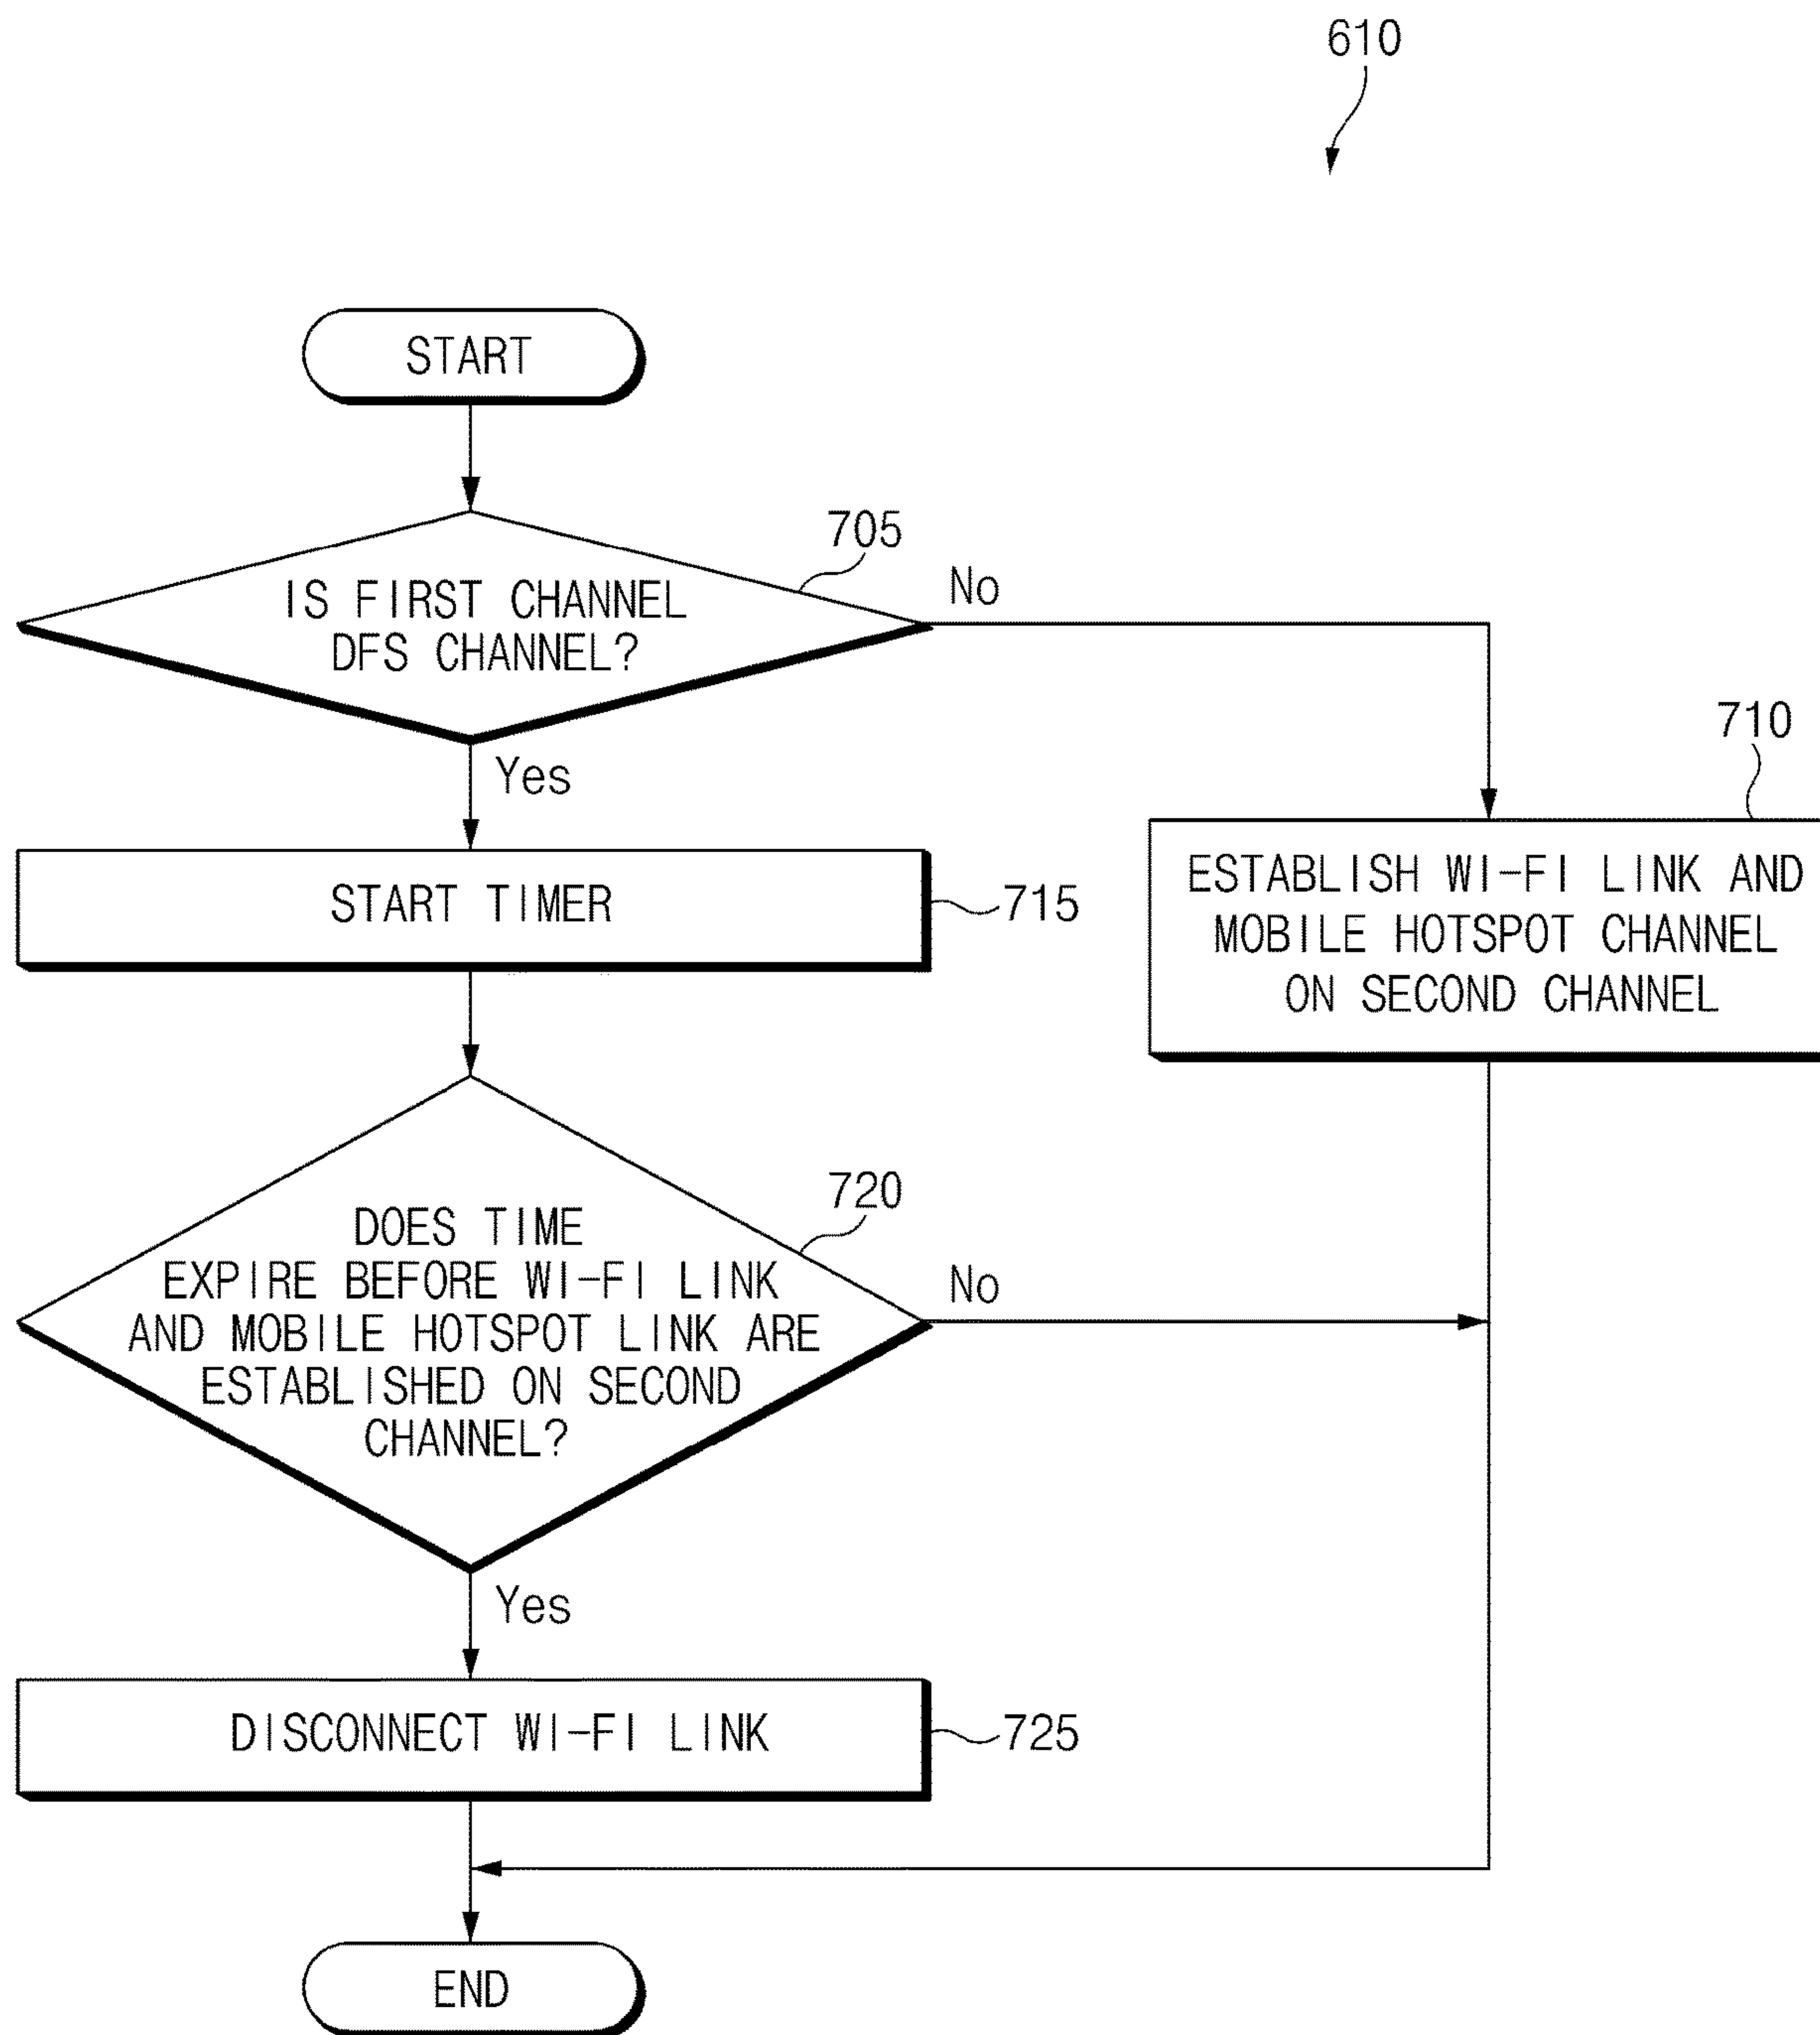 610
START
705
IS FIRST CHANNEL
DFS CHANNEL?
No
Yes
710
START TIMER
715
ESTABLISH WI-FI LINK AND
MOBILE HOTSPOT CHANNEL
ON SECOND CHANNEL
720
DOES TIME
EXPIRE BEFORE WI-FI LINK
AND MOBILE HOTSPOT LINK ARE
ESTABLISHED ON SECOND
CHANNEL?
No
Yes
DISCONNECT WI-FI LINK
725
END